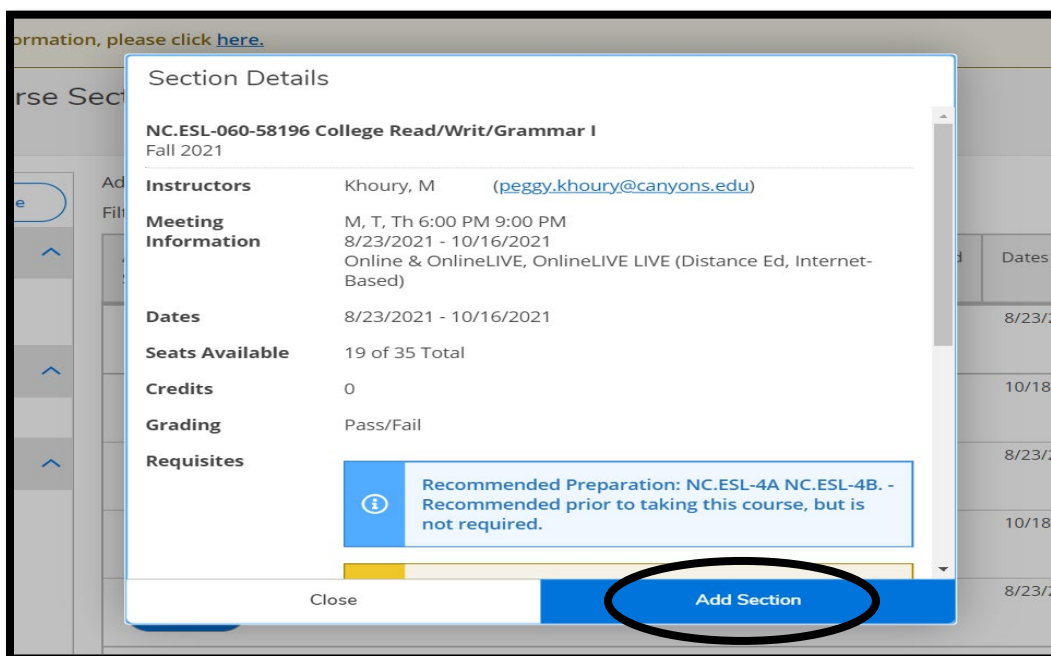 ormation, please click here.
rse Sect
Section Details
NC.ESL-060-58196 College Read/Writ/Grammar I
Fall 2021
Instructors Khoury, M (peggy.khoury@canyons.edu)
Meeting Information M, T, Th 6:00 PM 9:00 PM
8/23/2021 - 10/16/2021
Online & OnlineLIVE, OnlineLIVE LIVE (Distance Ed, Internet-
Based)
Dates 8/23/2021 - 10/16/2021
Seats Available 19 of 35 Total
Credits 0
Grading Pass/Fail
Requisites
Recommended Preparation: NC.ESL-4A NC.ESL-4B. -
Recommended prior to taking this course, but is
not required.
Close Add Section
e
Ad
Filt
d Dates
8/23/2
10/18
8/23/2
10/18
8/23/2